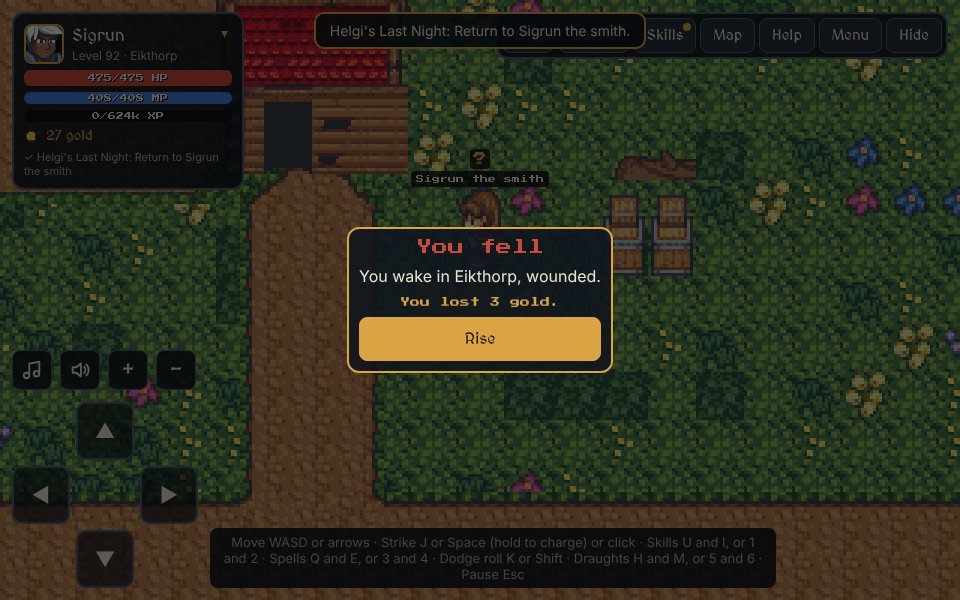 Sigrun
Level 92 · Eikthorp
475/475 HP
408/408 MP
0/624k XP
27 gold
✓ Helgi's Last Night: Return to Sigrun
the smith
Helgi's Last Night: Return to Sigrun the smith.
Skills
Map
Help
Menu
Hide
?
Sigrun the smith
You fell
You wake in Eikthorp, wounded.
You lost 3 gold.
Rise
+
−
Move WASD or arrows · Strike J or Space (hold to charge) or click · Skills U and I, or 1
and 2 · Spells Q and E, or 3 and 4 · Dodge roll K or Shift · Draughts H and M, or 5 and 6 ·
Pause Esc